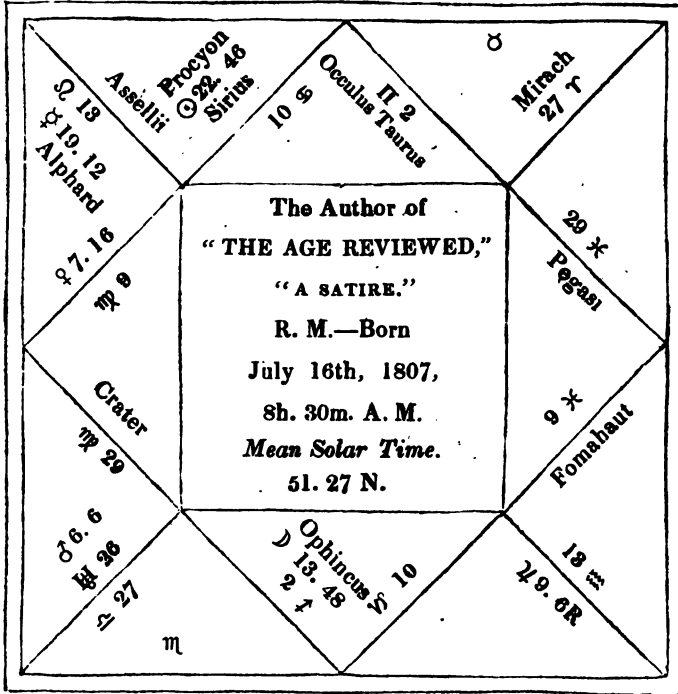 ♉
Mirach
27 ♈
Assellii
Procyon
☉22. 46
Sirius
10 ♋
Occulus Taurus
♊ 2
♌ 13
☿19. 12
Alphard
♀7. 16
♍ 9
29 ♓
Pegasi
The Author of
“THE AGE REVIEWED,”
“A SATIRE.”
R. M.—Born
July 16th, 1807,
8h. 30m. A. M.
Mean Solar Time.
51. 27 N.
Crater
♍ 29
9 ♓
Fomahaut
♂6. 6
♅ 26
♎ 27
♏
Ophincus
☽ 13. 48
2 ♐
♑ 10
13 ♒
♃9. 6R